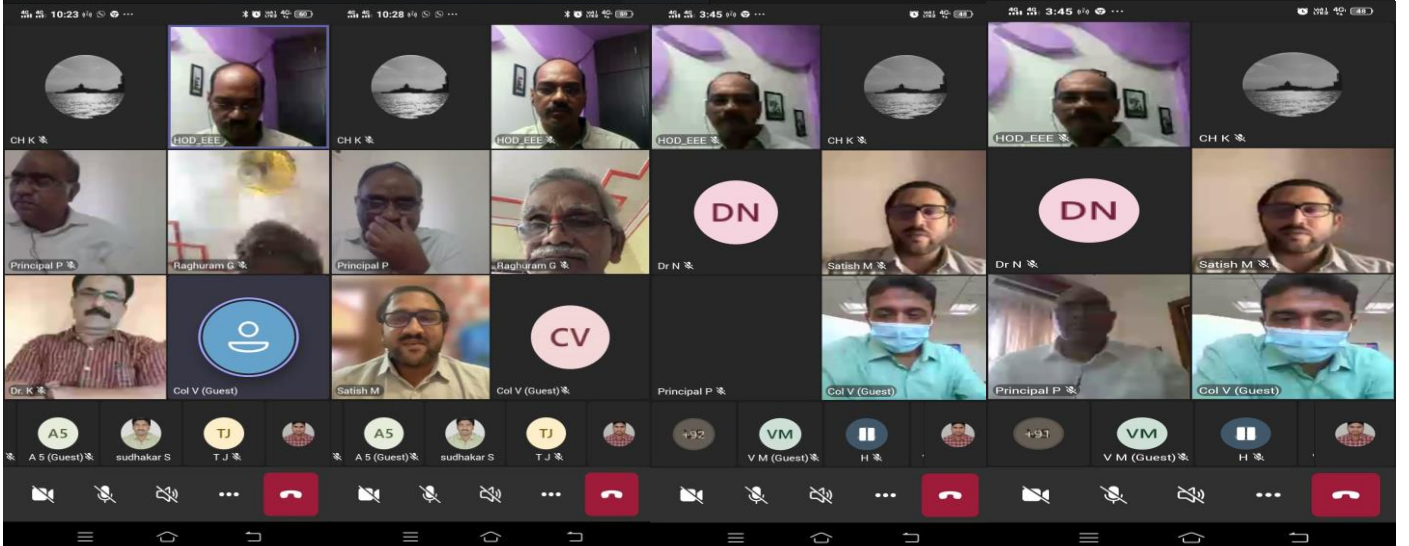 10:23
CH K
HOD_EEE
Principal P
Raghuram G
Dr. K
Col V (Guest)
A5
TJ
A 5 (Guest)
sudhakar S
T J
10:28
CH K
HOD_EEE
Principal P
Raghuram G
CV
Satish M
Col V (Guest)
A5
TJ
A 5 (Guest)
sudhakar S
T J
3:45
HOD_EEE
CH K
DN
Dr N
Satish M
Principal P
Col V (Guest)
+92
VM
V M (Guest)
H
3:45
HOD_EEE
CH K
DN
Dr N
Satish M
Principal P
Col V (Guest)
VM
V M (Guest)
H